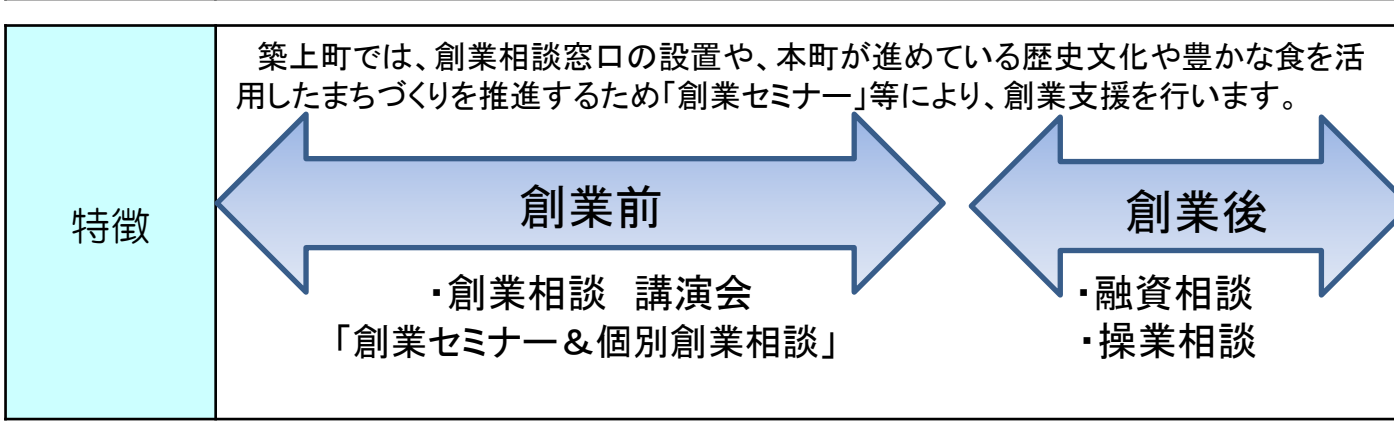 特徴
築上町では、創業相談窓口の設置や、本町が進めている歴史文化や豊かな食を活
用したまちづくりを推進するため「創業セミナー」等により、創業支援を行います。
創業前
・創業相談　講演会
「創業セミナー＆個別創業相談」
創業後
・融資相談
・操業相談